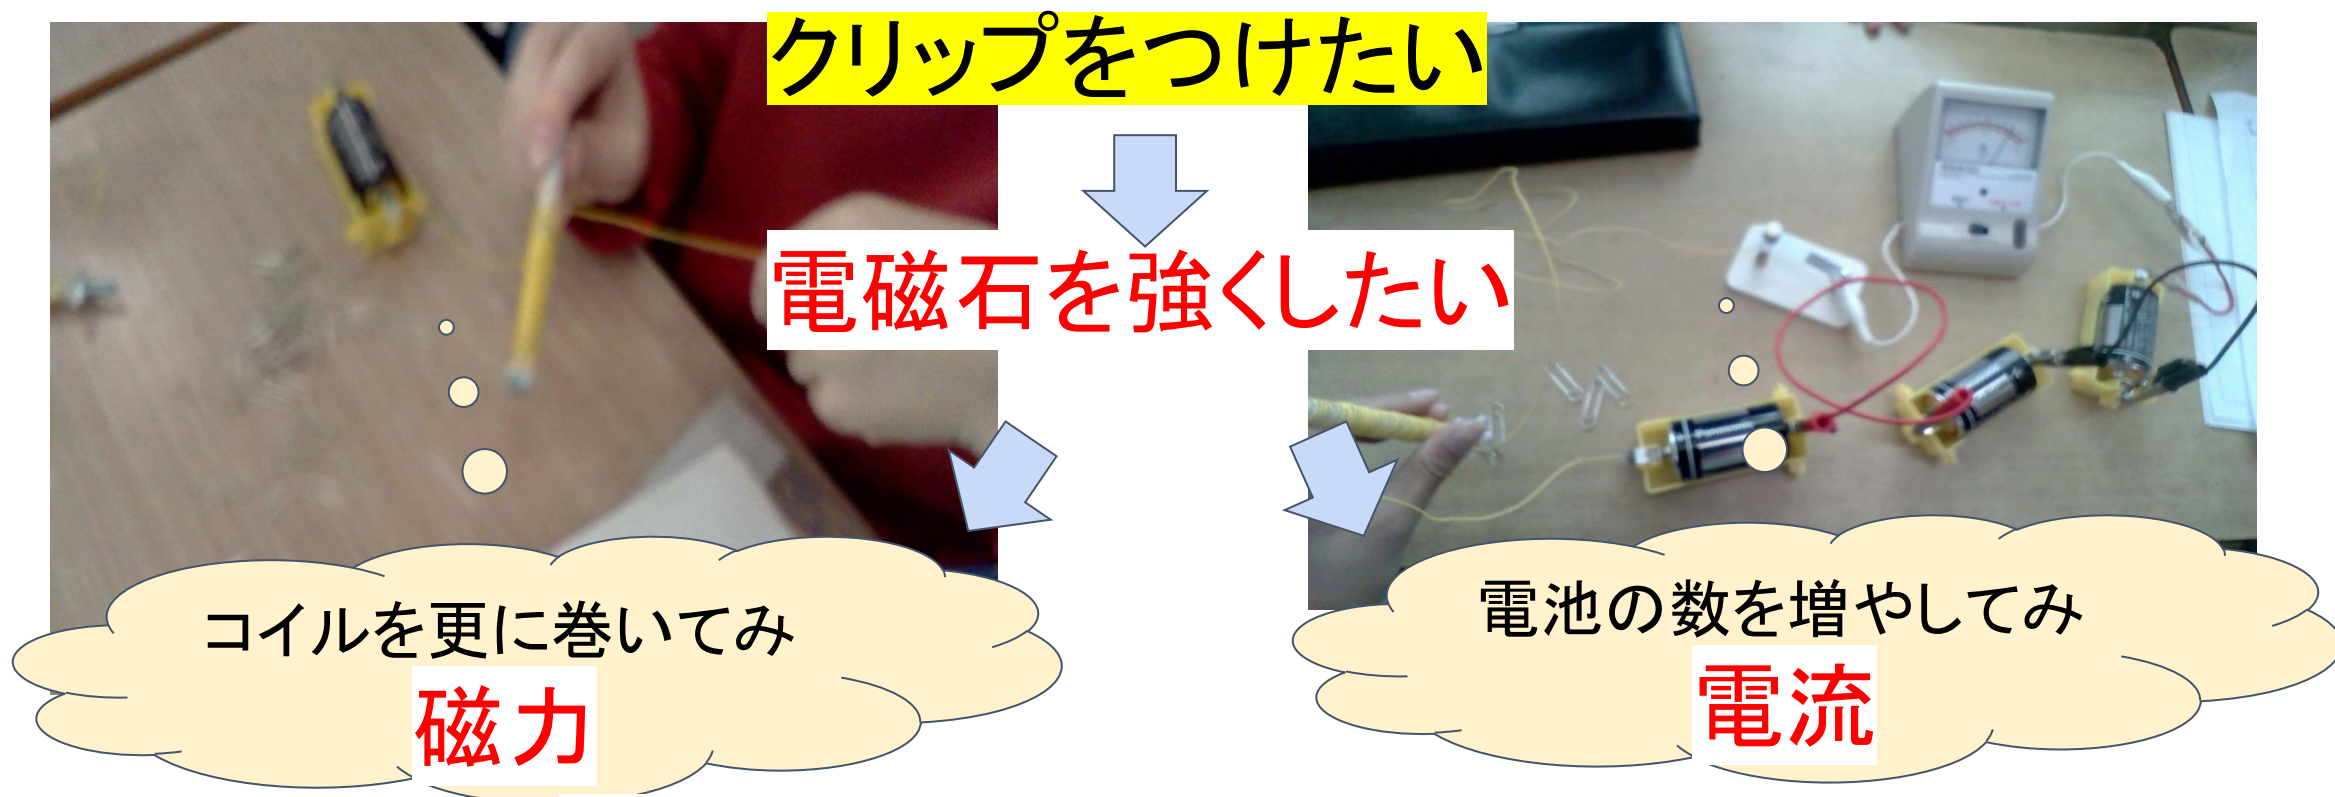 クリップをつけたい
電磁石を強くしたい
コイルを更に巻いてみ
磁力
電池の数を増やしてみ
電流